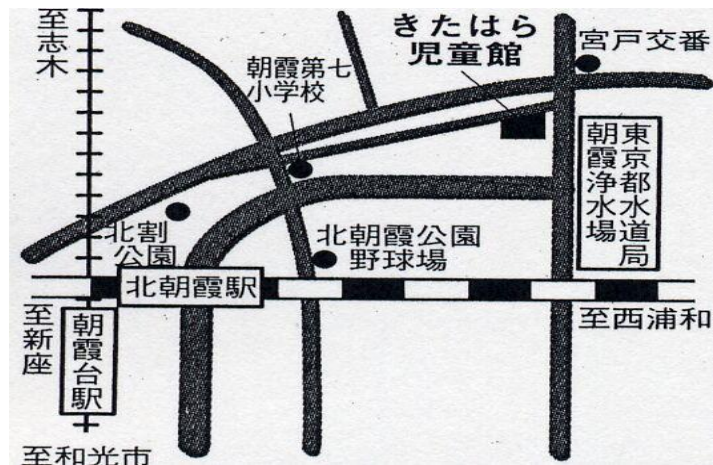 至志木
きたはら
児童館
宮戸交番
朝霞第七
小学校
東京都水道局
朝霞浄水場
北割
公園
北朝霞公園
野球場
北朝霞駅
至新座
朝霞台駅
至西浦和
至和光市